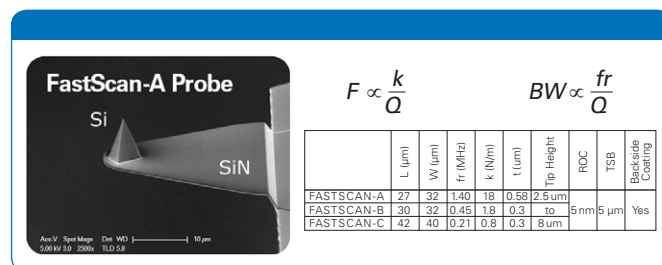 FastScan-A Probe
Si
SiN
Acc.V Spot Magn Det WD 10 µm
5.00 kV 3.0 2500x TLD 5.8
F ∝ k/Q
BW ∝ fr/Q
L (µm) W (µm) fr (MHz) k (N/m) t (um) Tip Height ROC TSB Backside Coating
FASTSCAN-A 27 32 1.40 18 0.58 2.5um
FASTSCAN-B 30 32 0.45 1.8 0.3 to 5nm 5 µm Yes
FASTSCAN-C 42 40 0.21 0.8 0.3 8um